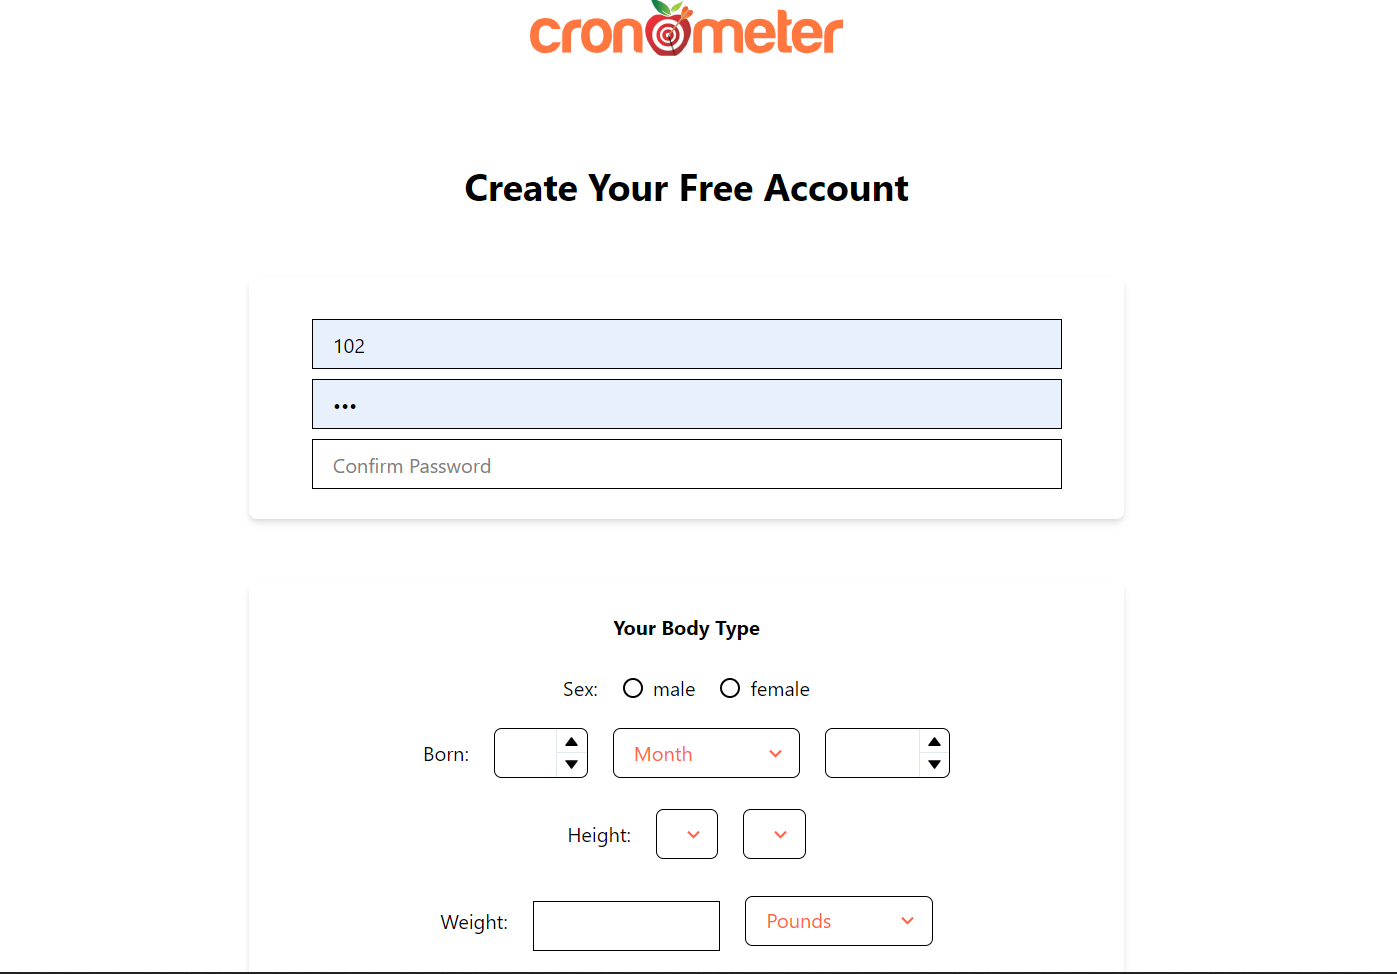 cronometer
Create Your Free Account
102
•••
Confirm Password
Your Body Type
Sex: male female
Born: Month
Height:
Weight: Pounds